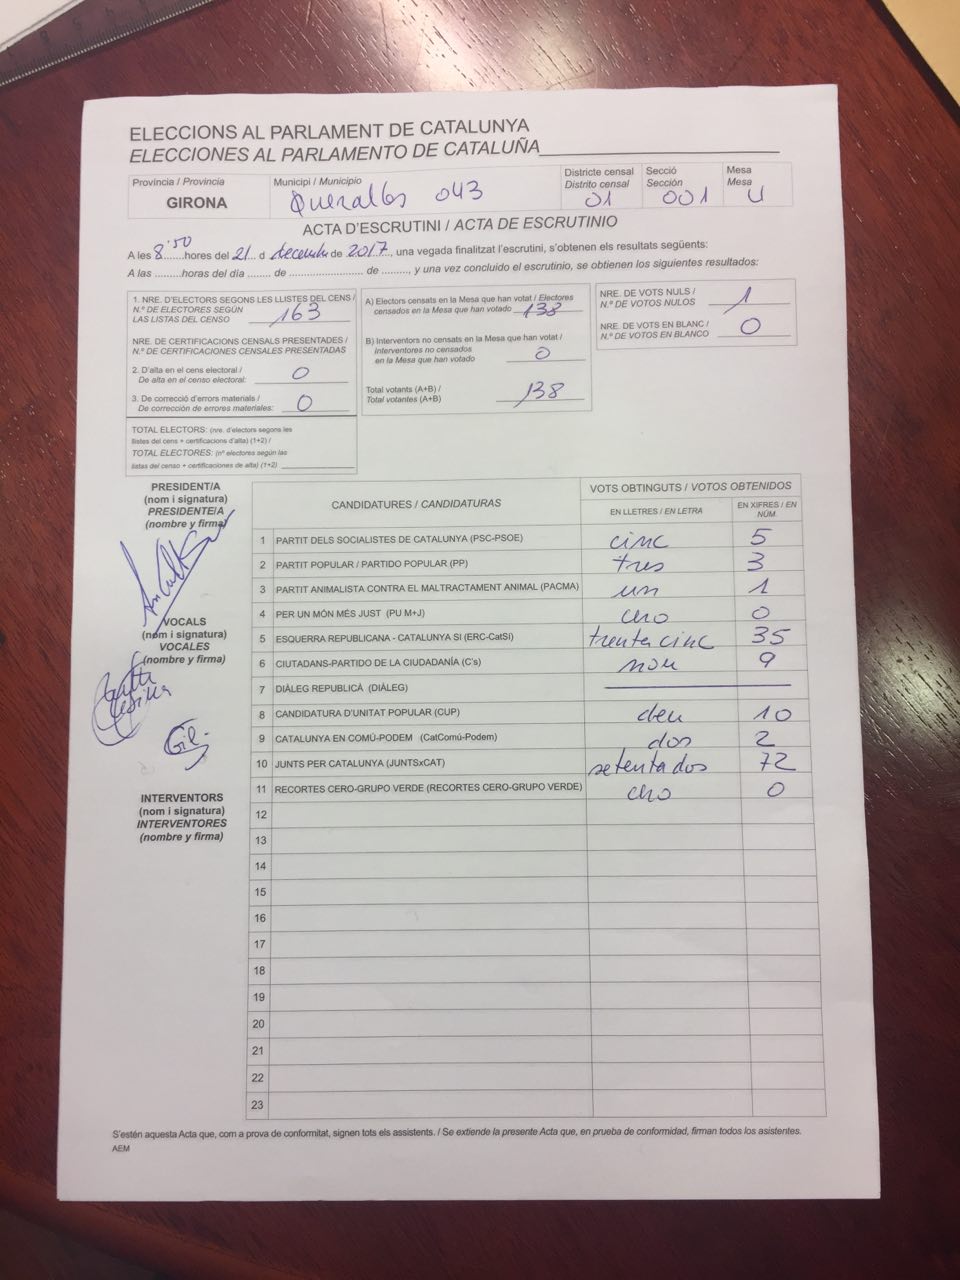 ELECCIONS AL PARLAMENT DE CATALUNYA
ELECCIONES AL PARLAMENTO DE CATALUÑA
Província / Provincia
GIRONA
Municipi / Municipio
Queralbs 043
Districte censal
Distrito censal
01
Secció
Sección
001
Mesa
Mesa
U
ACTA D'ESCRUTINI / ACTA DE ESCRUTINIO
A les 8'50 hores del 21 d desembre de 2017, una vegada finalitzat l'escrutini, s'obtenen els resultats següents:
A las .........horas del día ....... de ........................ de ........., y una vez concluido el escrutinio, se obtienen los siguientes resultados:
1. NRE. D'ELECTORS SEGONS LES LLISTES DEL CENS /
N.º DE ELECTORES SEGÚN
LAS LISTAS DEL CENSO 163
NRE. DE CERTIFICACIONS CENSALS PRESENTADES /
N.º DE CERTIFICACIONES CENSALES PRESENTADAS
2. D'alta en el cens electoral /
De alta en el censo electoral: 0
3. De correcció d'errors materials /
De corrección de errores materiales: 0
TOTAL ELECTORS: (nre. d'electors segons les
llistes del cens + certificacions d'alta) (1+2) /
TOTAL ELECTORES: (nº electores según las
listas del censo + certificaciones de alta) (1+2)
A) Electors censats en la Mesa que han votat / Electores
censados en la Mesa que han votado 138
B) Interventors no censats en la Mesa que han votat /
Interventores no censados
en la Mesa que han votado 0
Total votants (A+B) /
Total votantes (A+B) 138
NRE. DE VOTS NULS /
N.º DE VOTOS NULOS 1
NRE. DE VOTS EN BLANC /
N.º DE VOTOS EN BLANCO 0
PRESIDENT/A
(nom i signatura)
PRESIDENTE/A
(nombre y firma)
VOCALS
(nom i signatura)
VOCALES
(nombre y firma)
Gil
INTERVENTORS
(nom i signatura)
INTERVENTORES
(nombre y firma)
CANDIDATURES / CANDIDATURAS
VOTS OBTINGUTS / VOTOS OBTENIDOS
EN LLETRES / EN LETRA
EN XIFRES / EN
NÚM.
1 PARTIT DELS SOCIALISTES DE CATALUNYA (PSC-PSOE) cinc 5
2 PARTIT POPULAR / PARTIDO POPULAR (PP) tres 3
3 PARTIT ANIMALISTA CONTRA EL MALTRACTAMENT ANIMAL (PACMA) un 1
4 PER UN MÓN MÉS JUST (PU M+J) cero 0
5 ESQUERRA REPUBLICANA - CATALUNYA SI (ERC-CatSI) trenta cinc 35
6 CIUTADANS-PARTIDO DE LA CIUDADANÍA (C's) nou 9
7 DIÀLEG REPUBLICÀ (DIÀLEG)
8 CANDIDATURA D'UNITAT POPULAR (CUP) deu 10
9 CATALUNYA EN COMÚ-PODEM (CatComú-Podem) dos 2
10 JUNTS PER CATALUNYA (JUNTSxCAT) setenta dos 72
11 RECORTES CERO-GRUPO VERDE (RECORTES CERO-GRUPO VERDE) cero 0
12
13
14
15
16
17
18
19
20
21
22
23
S'estén aquesta Acta que, com a prova de conformitat, signen tots els assistents. / Se extiende la presente Acta que, en prueba de conformidad, firman todos los asistentes.
AEM